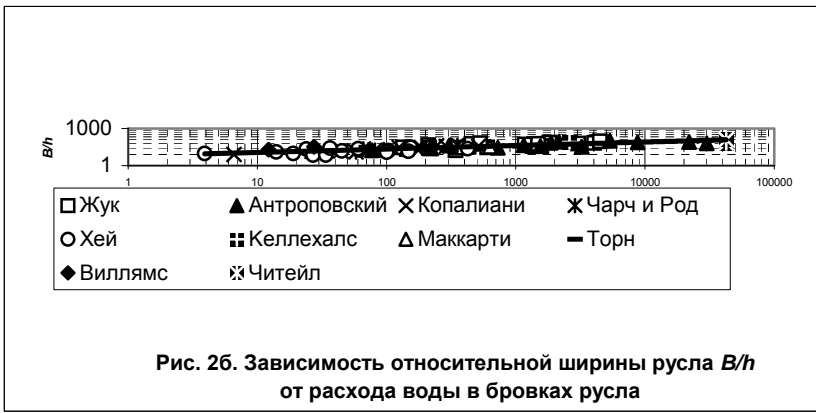 1000
B/h
1
1 10 100 1000 10000 100000
Жук Антроповский Копалиани Чарч и Род
Хей Келлехалс Маккарти Торн
Виллямс Читейл
Рис. 2б. Зависимость относительной ширины русла B/h
от расхода воды в бровках русла